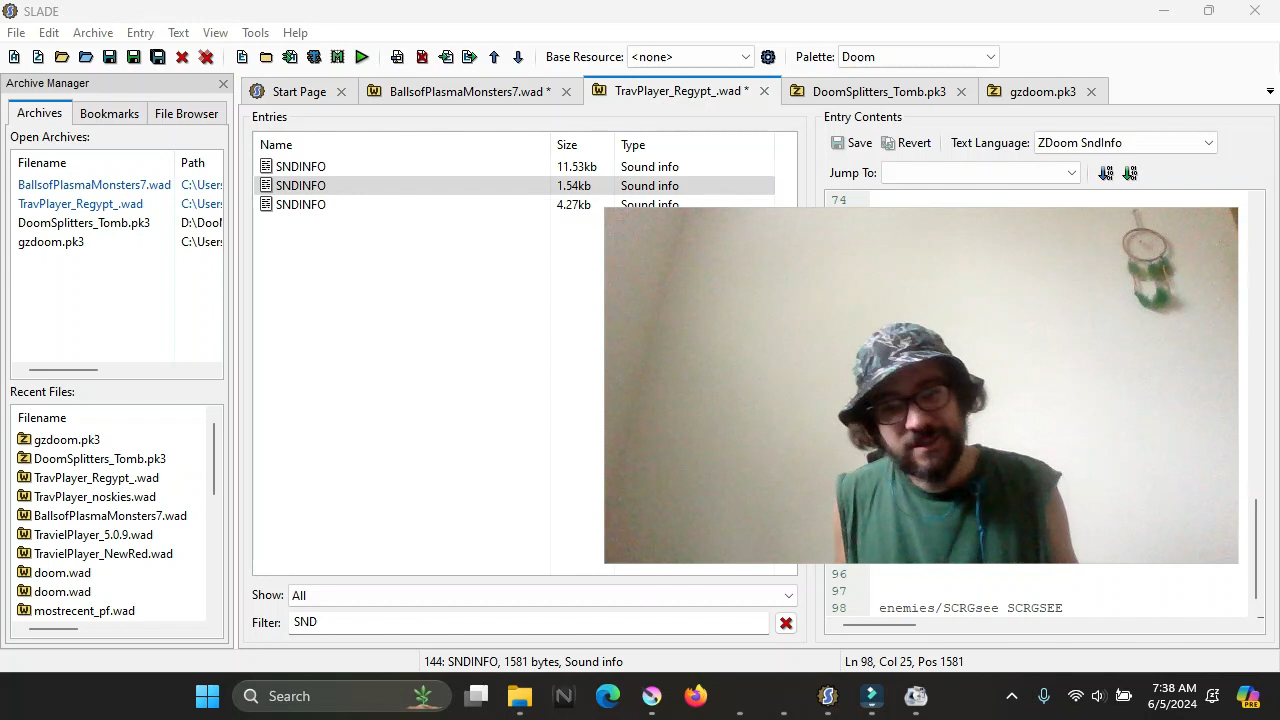 SLADE
File Edit Archive Entry Text View Tools Help
Base Resource: <none> Palette: Doom
Archive Manager
Start Page BallsofPlasmaMonsters7.wad * TravPlayer_Regypt_.wad * DoomSplitters_Tomb.pk3 gzdoom.pk3
Archives Bookmarks File Browser
Open Archives:
Filename Path
BallsofPlasmaMonsters7.wad C:\Users
TravPlayer_Regypt_.wad C:\Users
DoomSplitters_Tomb.pk3 D:\Doo
gzdoom.pk3 C:\Users
Recent Files:
Filename
gzdoom.pk3
DoomSplitters_Tomb.pk3
TravPlayer_Regypt_.wad
TravPlayer_noskies.wad
BallsofPlasmaMonsters7.wad
TravielPlayer_5.0.9.wad
TravielPlayer_NewRed.wad
doom.wad
doom.wad
mostrecent_pf.wad
Entries
Name Size Type
SNDINFO 11.53kb Sound info
SNDINFO 1.54kb Sound info
SNDINFO 4.27kb Sound info
Show: All
Filter: SND
Entry Contents
Save Revert Text Language: ZDoom SndInfo
Jump To:
74
96
97
98 enemies/SCRGsee SCRGSEE
144: SNDINFO, 1581 bytes, Sound info
Ln 98, Col 25, Pos 1581
Search
7:38 AM
6/5/2024
PRE